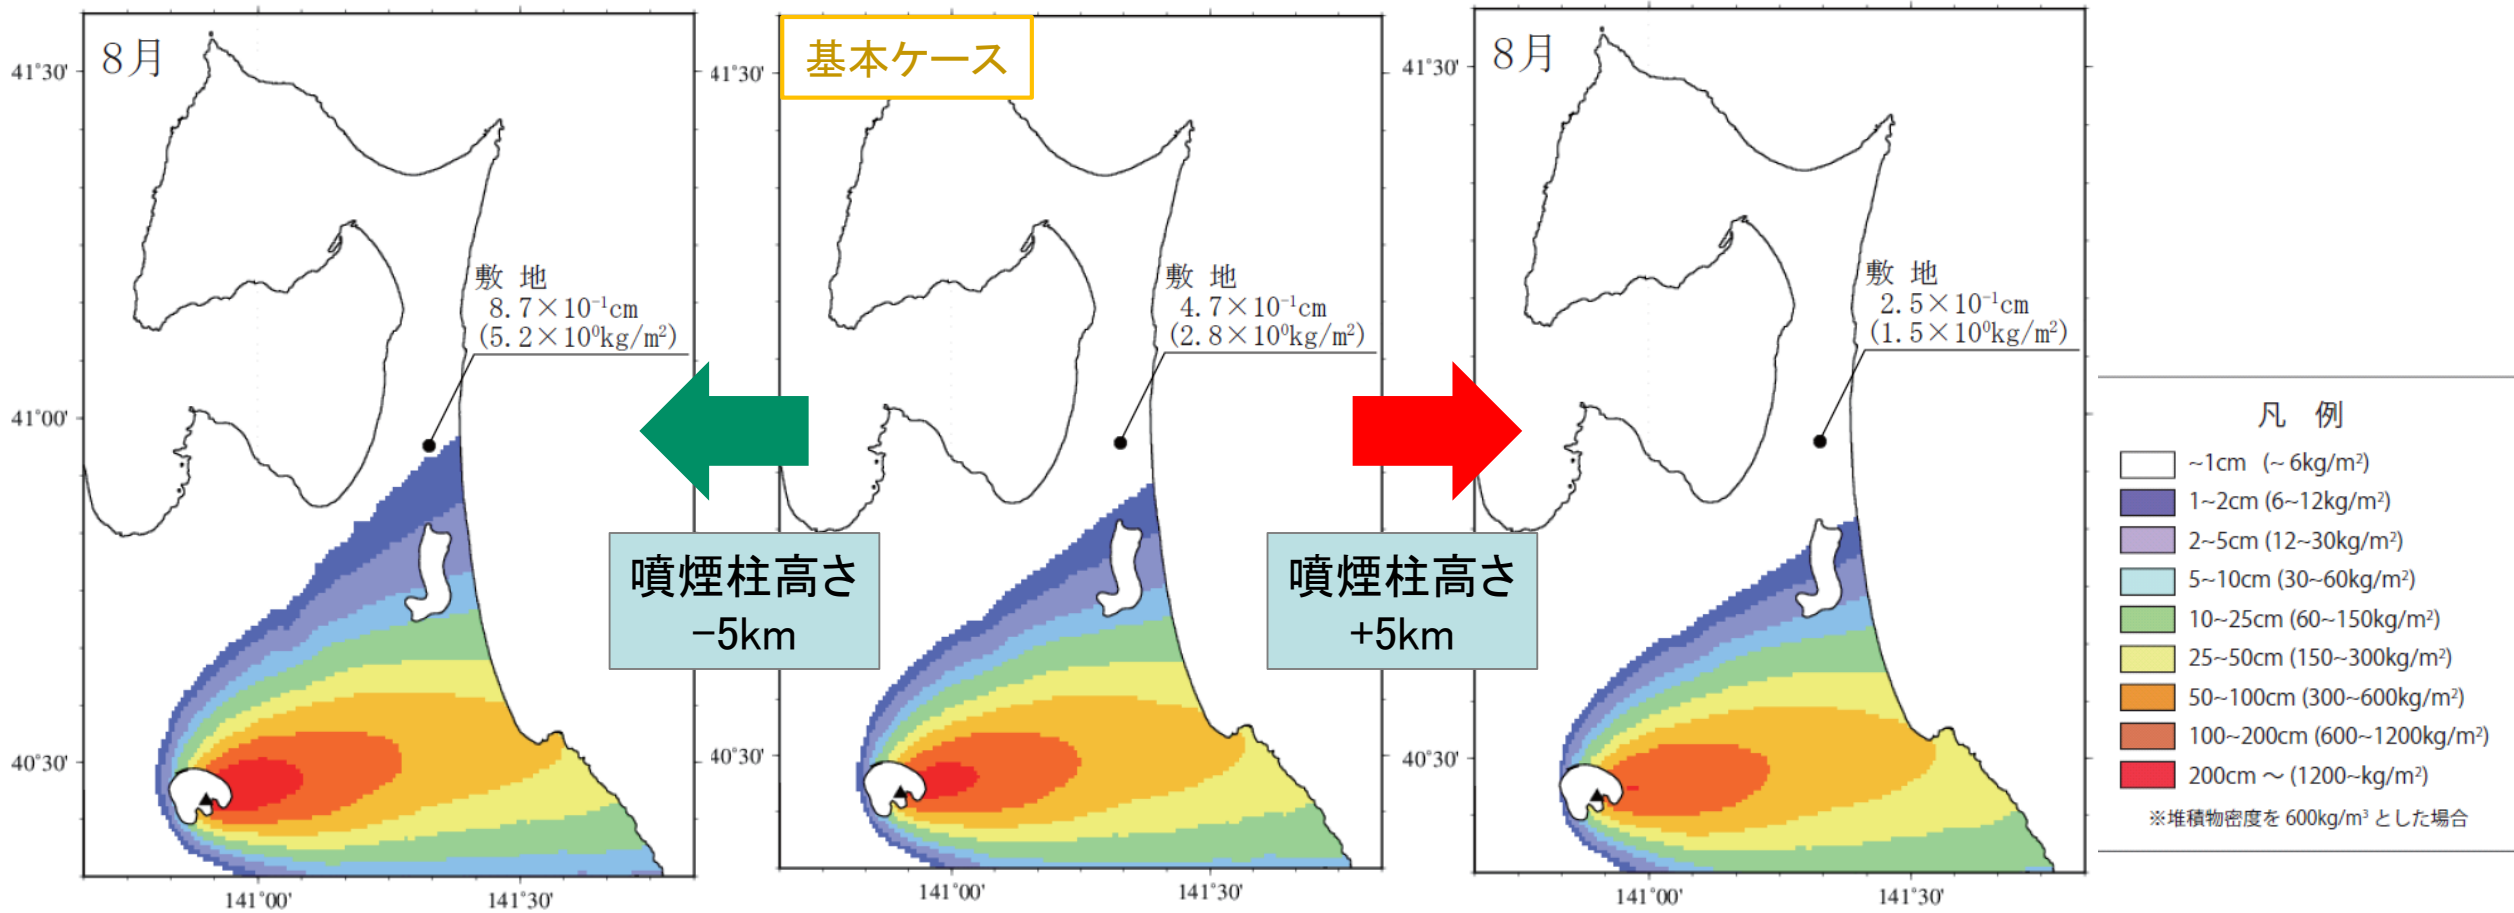 8月
41°30'
41°00'
40°30'
141°00'
141°30'
敷 地
8.7×10⁻¹cm
(5.2×10⁰kg/m²)
噴煙柱高さ
−5km
基本ケース
41°30'
40°30'
141°00'
141°30'
敷 地
4.7×10⁻¹cm
(2.8×10⁰kg/m²)
噴煙柱高さ
+5km
8月
41°30'
41°00'
40°30'
141°00'
141°30'
敷 地
2.5×10⁻¹cm
(1.5×10⁰kg/m²)
凡 例
~1cm (~6kg/m²)
1~2cm (6~12kg/m²)
2~5cm (12~30kg/m²)
5~10cm (30~60kg/m²)
10~25cm (60~150kg/m²)
25~50cm (150~300kg/m²)
50~100cm (300~600kg/m²)
100~200cm (600~1200kg/m²)
200cm ～ (1200~kg/m²)
※堆積物密度を 600kg/m³ とした場合